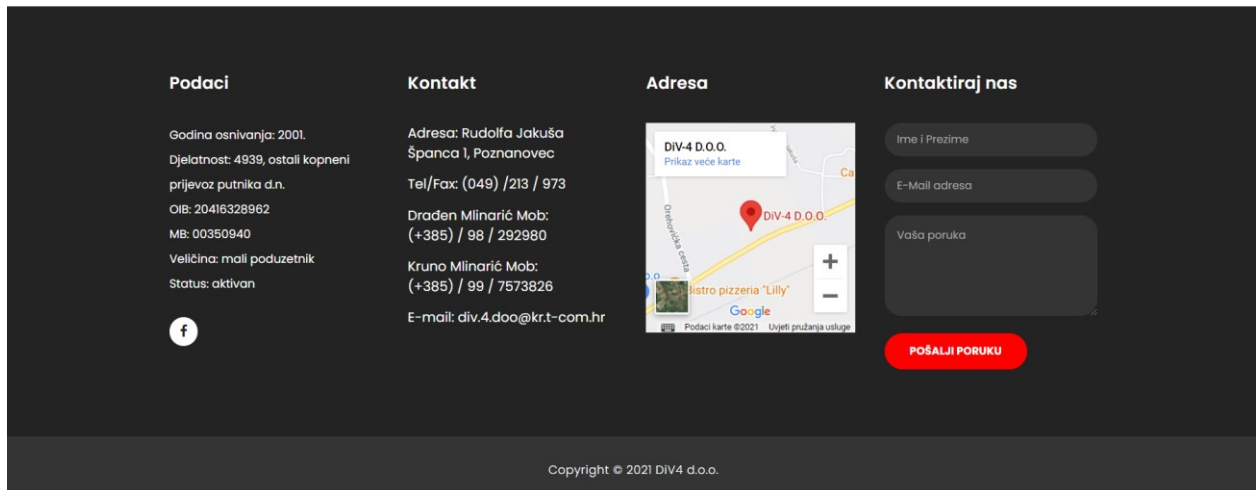 Podaci
Godina osnivanja: 2001.
Djelatnost: 4939, ostali kopneni
prijevoz putnika d.n.
OIB: 20416328962
MB: 00350940
Veličina: mali poduzetnik
Status: aktivan
f
Kontakt
Adresa: Rudolfa Jakuša
Španca 1, Poznanovec
Tel/Fax: (049) /213 / 973
Drađen Mlinarić Mob:
(+385) / 98 / 292980
Kruno Mlinarić Mob:
(+385) / 99 / 7573826
E-mail: div.4.doo@kr.t-com.hr
Adresa
DiV-4 D.O.O.
Prikaz veće karte
Ca
DiV-4 D.O.O.
Orehovička cesta
Bistro pizzeria "Lilly"
Google
Podaci karte ©2021 Uvjeti pružanja usluge
Kontaktiraj nas
Ime i Prezime
E-Mail adresa
Vaša poruka
POŠALJI PORUKU
Copyright © 2021 DiV4 d.o.o.